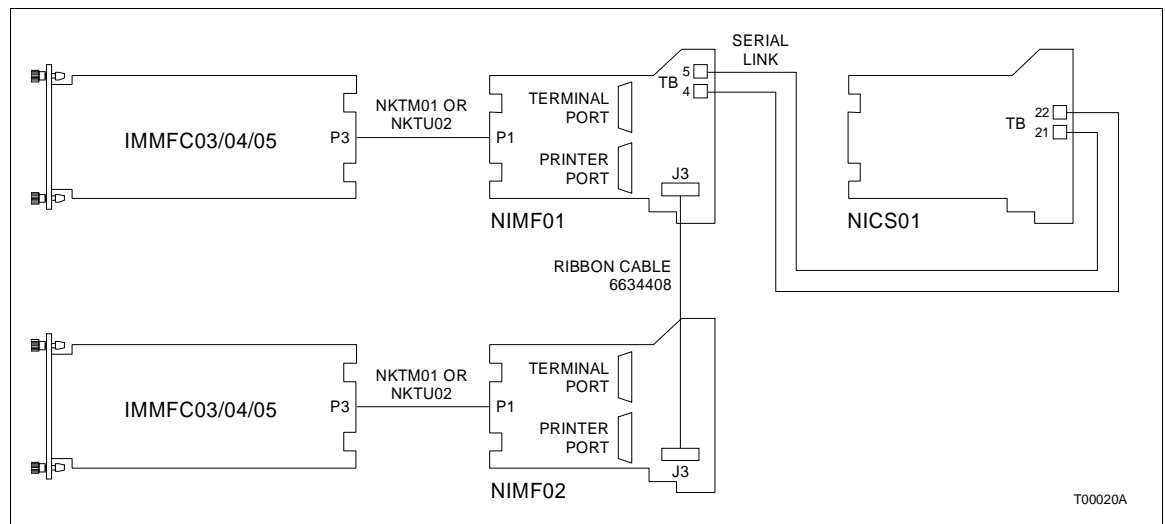 IMMFC03/04/05
P3
NKTM01 OR
NKTU02
P1
TERMINAL
PORT
PRINTER
PORT
TB
5
4
J3
NIMF01
SERIAL
LINK
TB
22
21
NICS01
RIBBON CABLE
6634408
IMMFC03/04/05
P3
NKTM01 OR
NKTU02
P1
TERMINAL
PORT
PRINTER
PORT
J3
NIMF02
T00020A